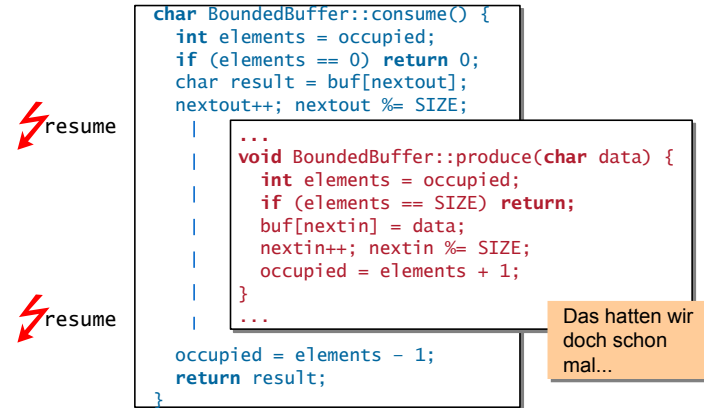 char BoundedBuffer::consume() {
int elements = occupied;
if (elements == 0) return 0;
char result = buf[nextout];
nextout++; nextout %= SIZE;
resume
...
void BoundedBuffer::produce(char data) {
int elements = occupied;
if (elements == SIZE) return;
buf[nextin] = data;
nextin++; nextin %= SIZE;
occupied = elements + 1;
}
...
resume
Das hatten wir
doch schon
mal...
occupied = elements – 1;
return result;
}